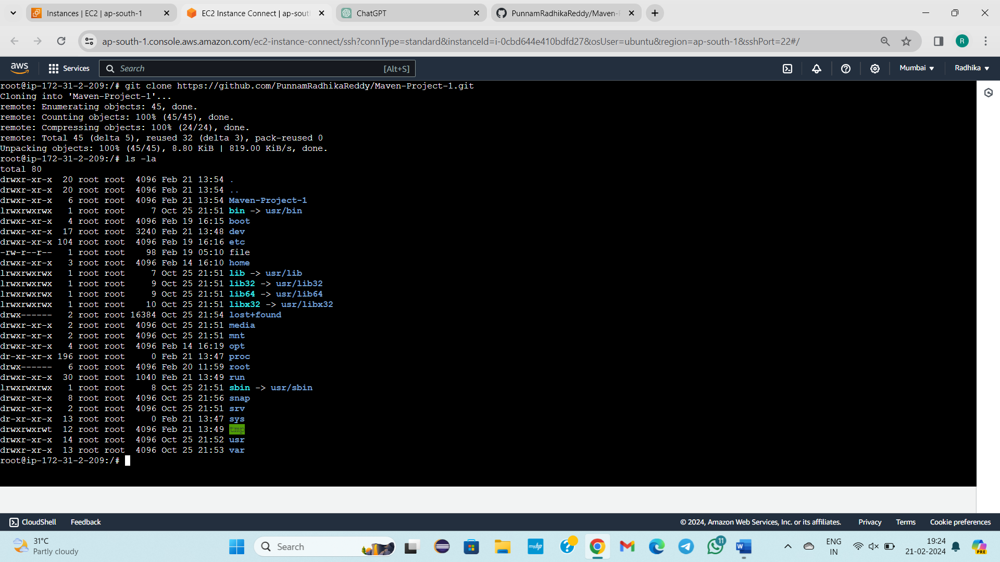 Instances | EC2 | ap-south-1
EC2 Instance Connect | ap-sout
ChatGPT
PunnamRadhikaReddy/Maven-P
ap-south-1.console.aws.amazon.com/ec2-instance-connect/ssh?connType=standard&instanceId=i-0cbd644e410bdfd27&osUser=ubuntu&region=ap-south-1&sshPort=22#/
R
aws
Services
Search
[Alt+S]
Mumbai
Radhika
root@ip-172-31-2-209:/# git clone https://github.com/PunnamRadhikaReddy/Maven-Project-1.git
Cloning into 'Maven-Project-1'...
remote: Enumerating objects: 45, done.
remote: Counting objects: 100% (45/45), done.
remote: Compressing objects: 100% (24/24), done.
remote: Total 45 (delta 5), reused 32 (delta 3), pack-reused 0
Unpacking objects: 100% (45/45), 8.80 KiB | 819.00 KiB/s, done.
root@ip-172-31-2-209:/# ls -la
total 80
drwxr-xr-x  20 root root  4096 Feb 21 13:54 .
drwxr-xr-x  20 root root  4096 Feb 21 13:54 ..
drwxr-xr-x   6 root root  4096 Feb 21 13:54 Maven-Project-1
lrwxrwxrwx   1 root root     7 Oct 25 21:51 bin -> usr/bin
drwxr-xr-x   4 root root  4096 Feb 19 16:15 boot
drwxr-xr-x  17 root root  3240 Feb 21 13:48 dev
drwxr-xr-x 104 root root  4096 Feb 19 16:16 etc
-rw-r--r--   1 root root    98 Feb 19 05:10 file
drwxr-xr-x   3 root root  4096 Feb 14 16:10 home
lrwxrwxrwx   1 root root     7 Oct 25 21:51 lib -> usr/lib
lrwxrwxrwx   1 root root     9 Oct 25 21:51 lib32 -> usr/lib32
lrwxrwxrwx   1 root root     9 Oct 25 21:51 lib64 -> usr/lib64
lrwxrwxrwx   1 root root    10 Oct 25 21:51 libx32 -> usr/libx32
drwx------   2 root root 16384 Oct 25 21:54 lost+found
drwxr-xr-x   2 root root  4096 Oct 25 21:51 media
drwxr-xr-x   2 root root  4096 Oct 25 21:51 mnt
drwxr-xr-x   4 root root  4096 Feb 14 16:19 opt
dr-xr-xr-x 196 root root     0 Feb 21 13:47 proc
drwx------   6 root root  4096 Feb 20 11:59 root
drwxr-xr-x  30 root root  1040 Feb 21 13:49 run
lrwxrwxrwx   1 root root     8 Oct 25 21:51 sbin -> usr/sbin
drwxr-xr-x   8 root root  4096 Oct 25 21:56 snap
drwxr-xr-x   2 root root  4096 Oct 25 21:51 srv
dr-xr-xr-x  13 root root     0 Feb 21 13:47 sys
drwxrwxrwt  12 root root  4096 Feb 21 13:49 tmp
drwxr-xr-x  14 root root  4096 Oct 25 21:52 usr
drwxr-xr-x  13 root root  4096 Oct 25 21:53 var
root@ip-172-31-2-209:/#
CloudShell
Feedback
© 2024, Amazon Web Services, Inc. or its affiliates.
Privacy
Terms
Cookie preferences
31°C
Partly cloudy
Search
myhp
11
W
ENG
IN
19:24
21-02-2024
PRE